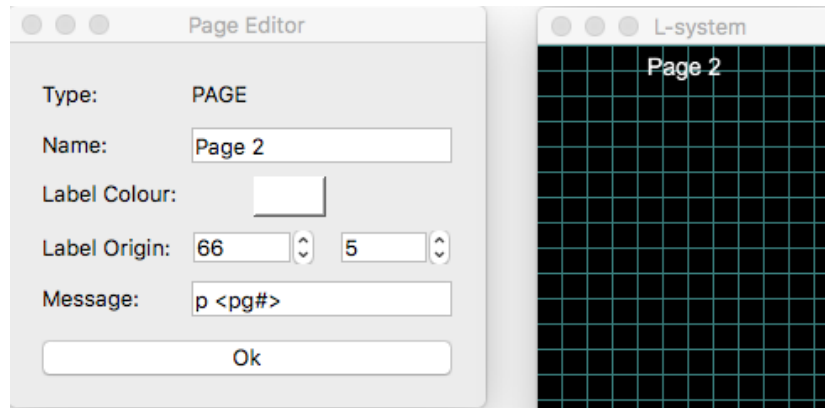 Page Editor
Type: PAGE
Name: Page 2
Label Colour:
Label Origin: 66 5
Message: p <pg#>
Ok
L-system
Page 2